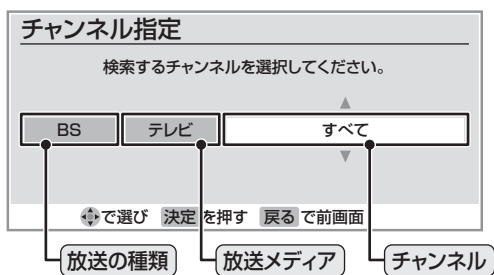 チャンネル指定
検索するチャンネルを選択してください。
BS テレビ すべて
で選び 決定 を押す 戻る で前画面
放送の種類 放送メディア チャンネル